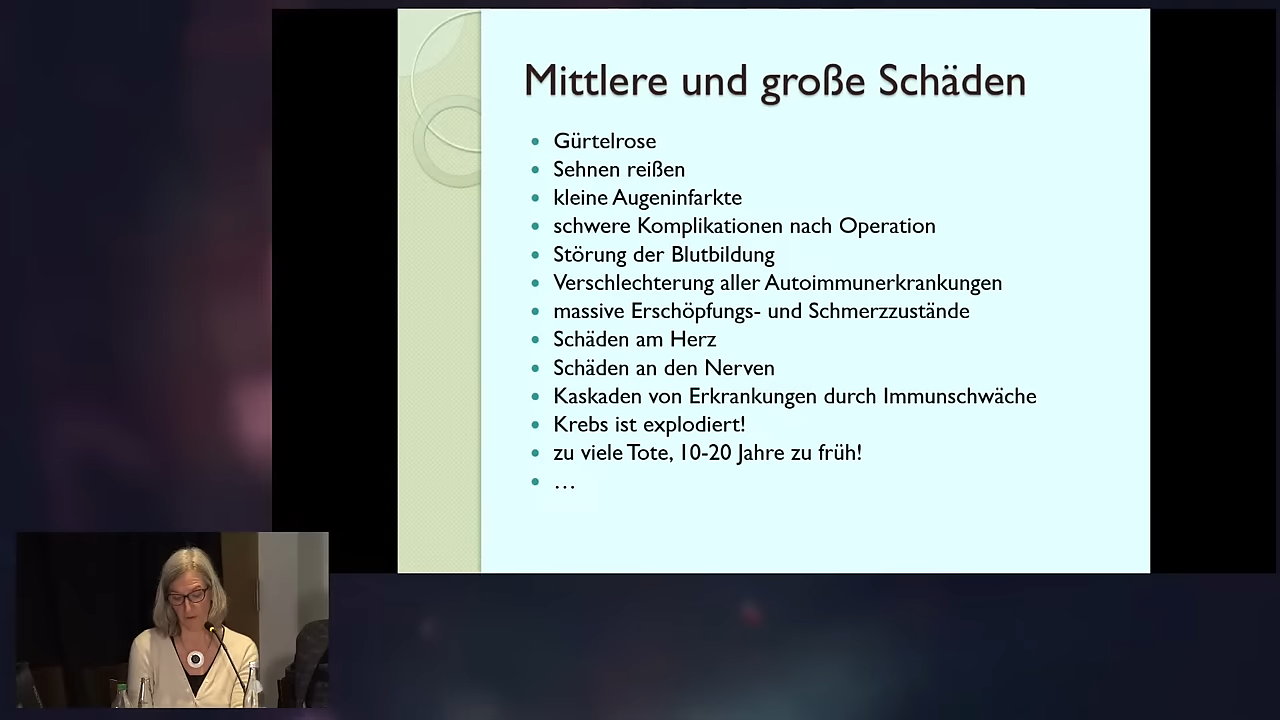 Mittlere und große Schäden
Gürtelrose
Sehnen reißen
kleine Augeninfarkte
schwere Komplikationen nach Operation
Störung der Blutbildung
Verschlechterung aller Autoimmunerkrankungen
massive Erschöpfungs- und Schmerzzustände
Schäden am Herz
Schäden an den Nerven
Kaskaden von Erkrankungen durch Immunschwäche
Krebs ist explodiert!
zu viele Tote, 10-20 Jahre zu früh!
…